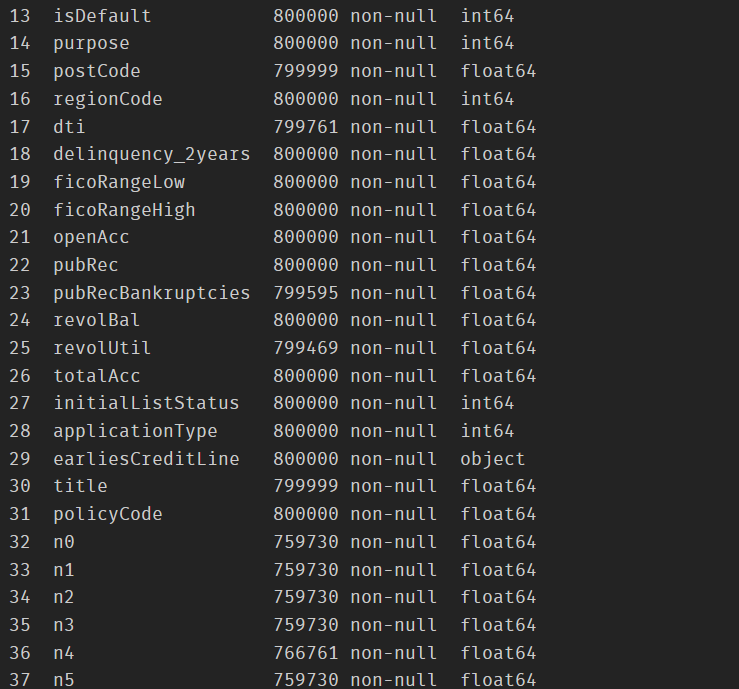 13 isDefault 800000 non-null int64
14 purpose 800000 non-null int64
15 postCode 799999 non-null float64
16 regionCode 800000 non-null int64
17 dti 799761 non-null float64
18 delinquency_2years 800000 non-null float64
19 ficoRangeLow 800000 non-null float64
20 ficoRangeHigh 800000 non-null float64
21 openAcc 800000 non-null float64
22 pubRec 800000 non-null float64
23 pubRecBankruptcies 799595 non-null float64
24 revolBal 800000 non-null float64
25 revolUtil 799469 non-null float64
26 totalAcc 800000 non-null float64
27 initialListStatus 800000 non-null int64
28 applicationType 800000 non-null int64
29 earliesCreditLine 800000 non-null object
30 title 799999 non-null float64
31 policyCode 800000 non-null float64
32 n0 759730 non-null float64
33 n1 759730 non-null float64
34 n2 759730 non-null float64
35 n3 759730 non-null float64
36 n4 766761 non-null float64
37 n5 759730 non-null float64